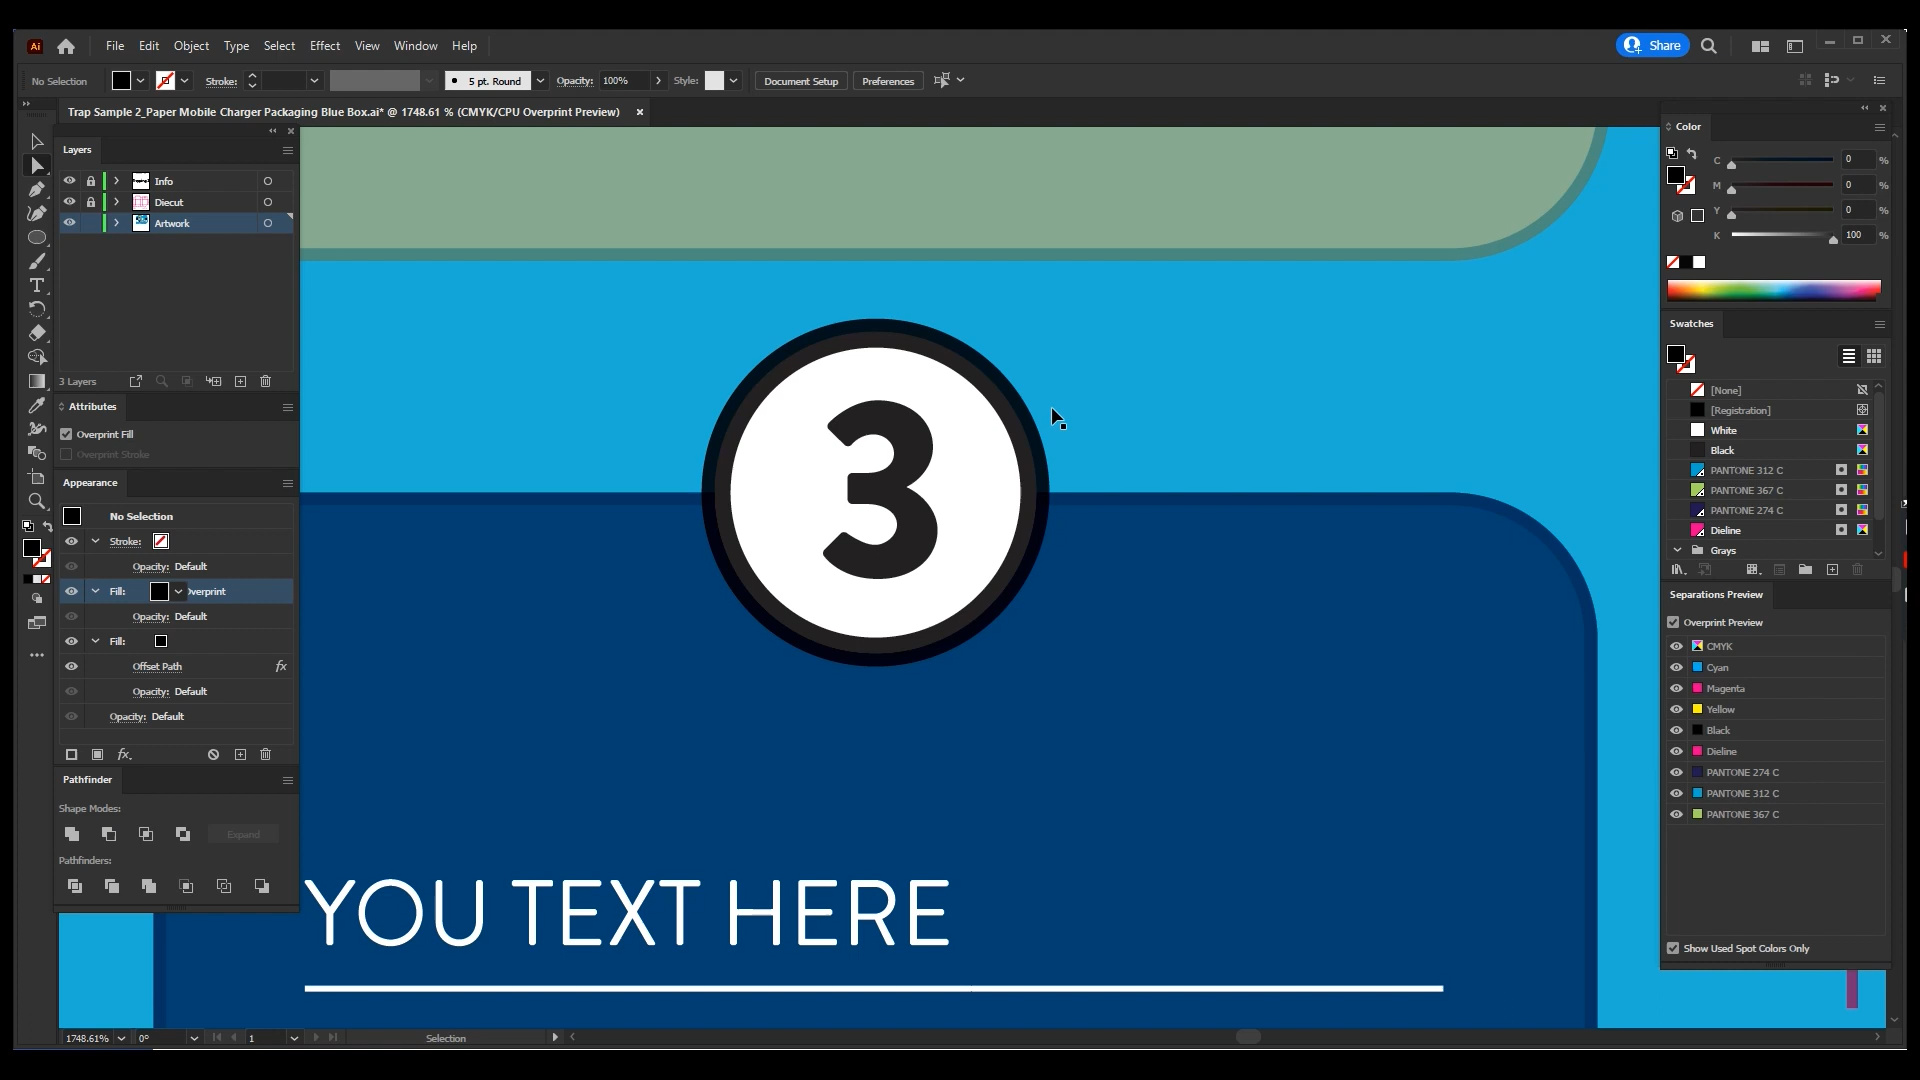 Ai File Edit Object Type Select Effect View Window Help Share
No Selection Stroke: 5 pt. Round Opacity: 100% Style: Document Setup Preferences
Trap Sample 2_Paper Mobile Charger Packaging Blue Box.ai* @ 1748.61 % (CMYK/CPU Overprint Preview)
Layers
Info
Diecut
Artwork
3 Layers
Attributes
Overprint Fill
Overprint Stroke
Appearance
No Selection
Stroke:
Opacity: Default
Fill: Overprint
Opacity: Default
Fill:
Offset Path fx
Opacity: Default
Opacity: Default
fx.
Pathfinder
Shape Modes:
Expand
Pathfinders:
3
YOU TEXT HERE
Color
C 0 %
M 0 %
Y 0 %
K 100 %
Swatches
[None]
[Registration]
White
Black
PANTONE 312 C
PANTONE 367 C
PANTONE 274 C
Dieline
Grays
Separations Preview
Overprint Preview
CMYK
Cyan
Magenta
Yellow
Black
Dieline
PANTONE 274 C
PANTONE 312 C
PANTONE 367 C
Show Used Spot Colors Only
1748.61% 0° 1 Selection